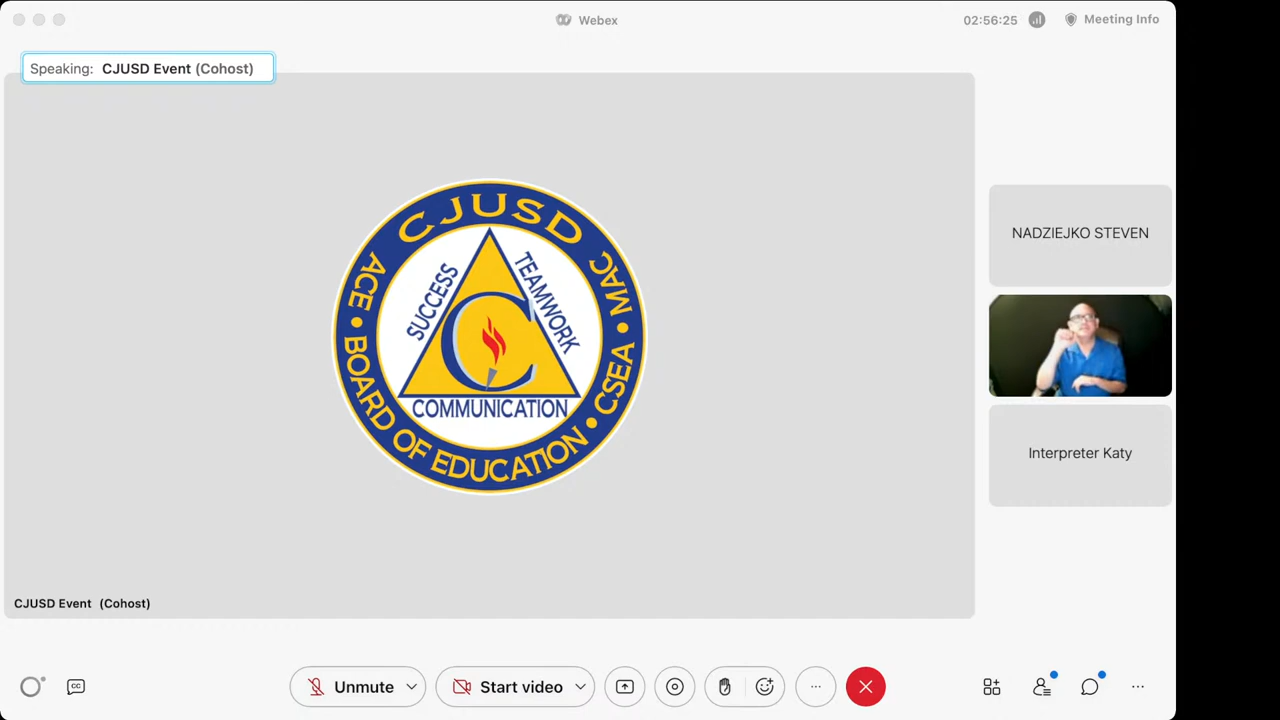 Webex
02:56:25
Meeting Info
Speaking: CJUSD Event (Cohost)
CJUSD
ACE • BOARD OF EDUCATION • CSEA • MAC
SUCCESS
TEAMWORK
C
COMMUNICATION
NADZIEJKO STEVEN
Interpreter Katy
CJUSD Event (Cohost)
CC
Unmute
Start video